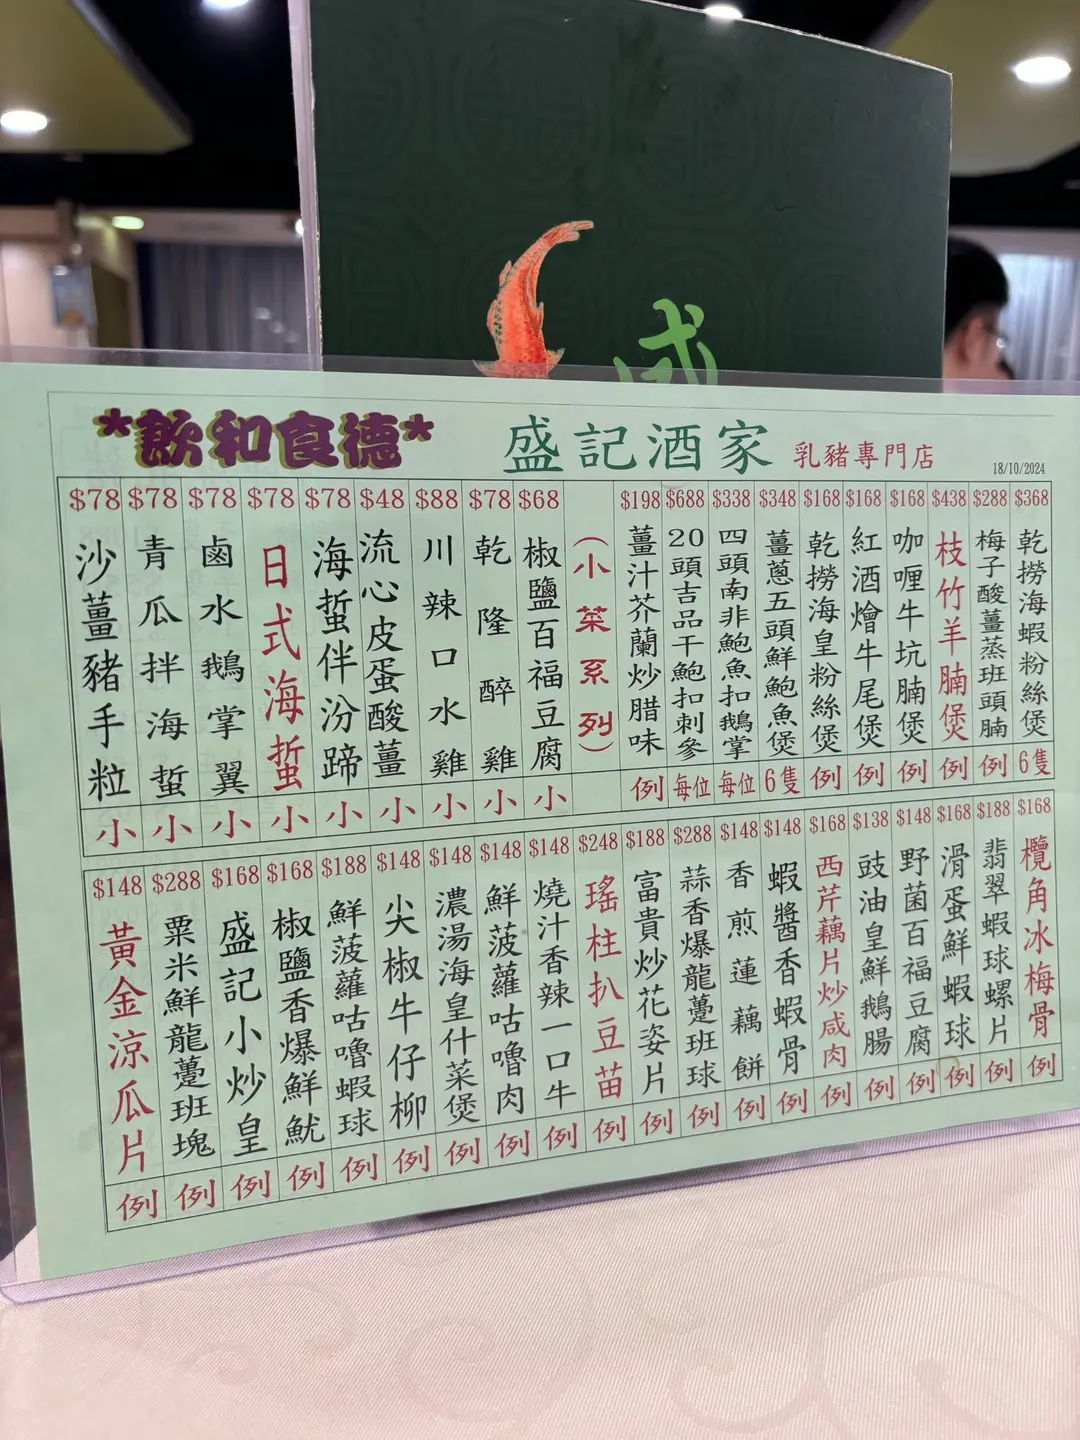 盛
*飲和食德*
盛記酒家
乳豬專門店
18/10/2024
$368 乾撈海蝦粉絲煲 6隻
$288 梅子酸薑蒸班頭腩 例
$438 枝竹羊腩煲 例
$168 咖喱牛坑腩煲 例
$168 紅酒燴牛尾煲 例
$168 乾撈海皇粉絲煲 例
$348 薑蔥五頭鮮鮑魚煲 6隻
$338 四頭南非鮑魚扣鵝掌 每位
$688 20頭吉品干鮑扣刺參 每位
$198 薑汁芥蘭炒腊味 例
(小菜系列)
$68 椒鹽百福豆腐 小
$78 乾隆醉雞 小
$88 川辣口水雞 小
$48 流心皮蛋酸薑 小
$78 海蜇伴汾蹄 小
$78 日式海蜇 小
$78 鹵水鵝掌翼 小
$78 青瓜拌海蜇 小
$78 沙薑豬手粒 小
$168 欖角冰梅骨 例
$188 翡翠蝦球螺片 例
$168 滑蛋鮮蝦球 例
$148 野菌百福豆腐 例
$138 豉油皇鮮鵝腸 例
$168 西芹藕片炒咸肉 例
$148 蝦醬香蝦骨 例
$148 香煎蓮藕餅 例
$288 蒜香爆龍躉班球 例
$188 富貴炒花姿片 例
$248 瑤柱扒豆苗 例
$148 燒汁香辣一口牛 例
$148 鮮菠蘿咕嚕肉 例
$148 濃湯海皇什菜煲 例
$148 尖椒牛仔柳 例
$188 鮮菠蘿咕嚕蝦球 例
$168 椒鹽香爆鮮魷 例
$168 盛記小炒皇 例
$288 粟米鮮龍躉班塊 例
$148 黃金涼瓜片 例